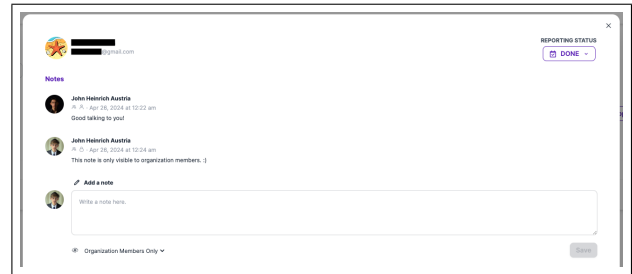 REPORTING STATUS
@gmail.com
DONE
Notes
John Heinrich Austria
· Apr 26, 2024 at 12:22 am
Good talking to you!
John Heinrich Austria
· Apr 26, 2024 at 12:24 am
This note is only visible to organization members. :)
Add a note
Write a note here.
Organization Members Only
Save